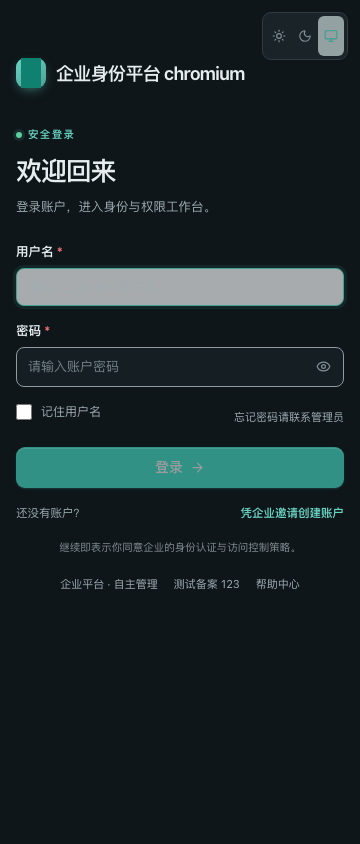 企业身份平台 chromium
安全登录
欢迎回来
登录账户，进入身份与权限工作台。
用户名 *
密码 *
请输入账户密码
记住用户名
忘记密码请联系管理员
登录 →
还没有账户?
凭企业邀请创建账户
继续即表示你同意企业的身份认证与访问控制策略。
企业平台 · 自主管理 测试备案 123 帮助中心